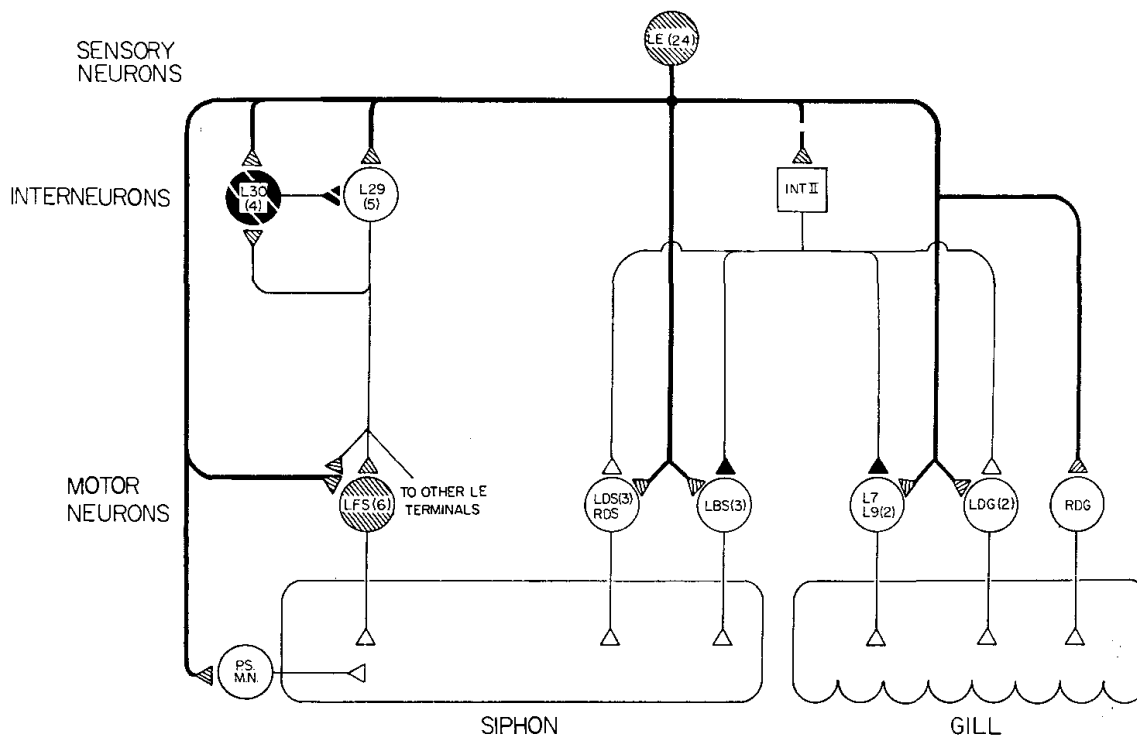 LE (24)
SENSORY
NEURONS
INTERNEURONS
L30
(4)
L29
(5)
INT II
MOTOR
NEURONS
LFS (6)
TO OTHER LE
TERMINALS
LDS(3)
RDS
LBS(3)
L7
L9(2)
LDG(2)
RDG
P.S.
M.N.
SIPHON
GILL